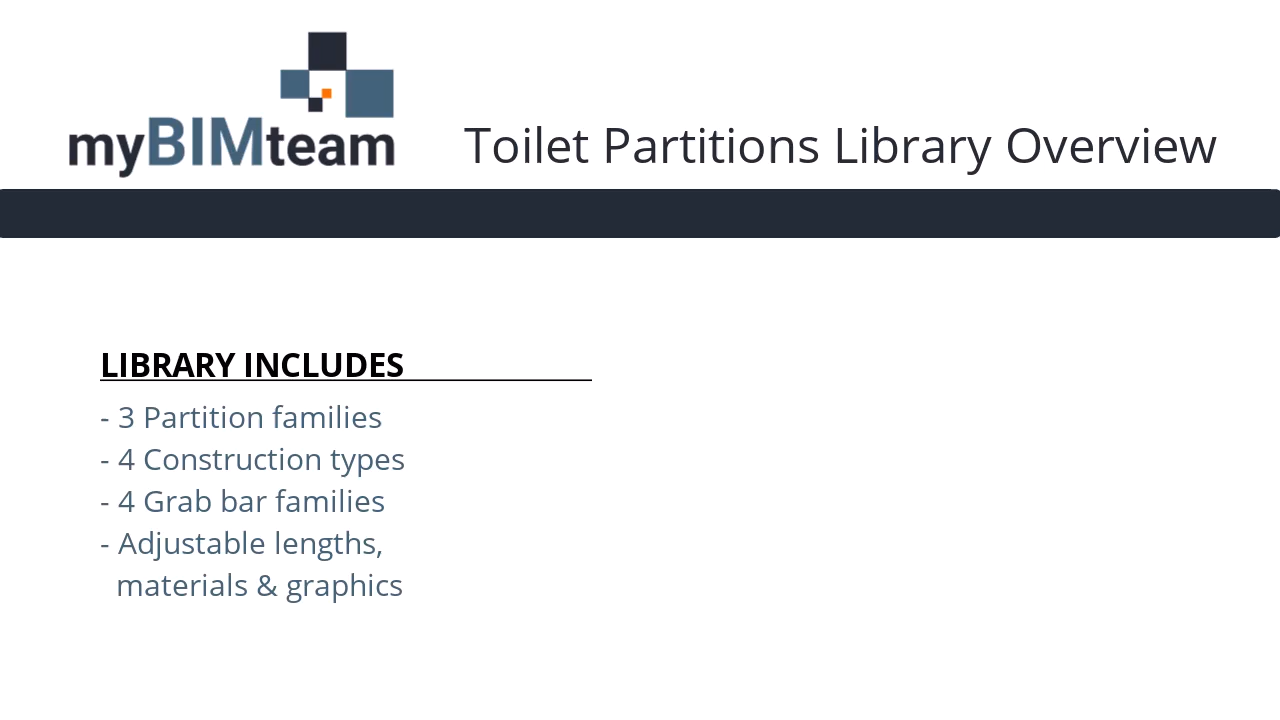 myBIMteam
Toilet Partitions Library Overview
LIBRARY INCLUDES
- 3 Partition families
- 4 Construction types
- 4 Grab bar families
- Adjustable lengths,
materials & graphics